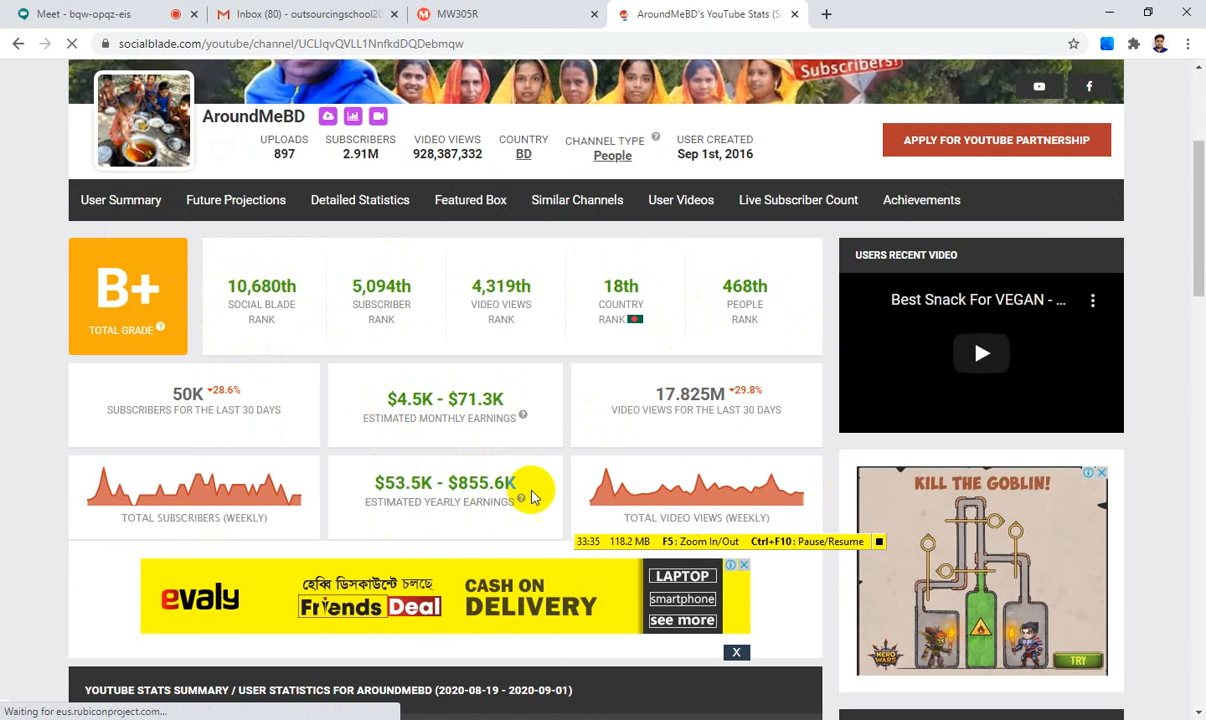 Meet - bqw-opqz-eis
Inbox (80) - outsourcingschool20
MW305R
AroundMeBD's YouTube Stats (S
socialblade.com/youtube/channel/UCLlqvQVLL1NnfkdDQDebmqw
Subscribers!
AroundMeBD
UPLOADS
897
SUBSCRIBERS
2.91M
VIDEO VIEWS
928,387,332
COUNTRY
BD
CHANNEL TYPE
People
USER CREATED
Sep 1st, 2016
APPLY FOR YOUTUBE PARTNERSHIP
User Summary
Future Projections
Detailed Statistics
Featured Box
Similar Channels
User Videos
Live Subscriber Count
Achievements
B+
TOTAL GRADE
10,680th
SOCIAL BLADE
RANK
5,094th
SUBSCRIBER
RANK
4,319th
VIDEO VIEWS
RANK
18th
COUNTRY
RANK
468th
PEOPLE
RANK
USERS RECENT VIDEO
Best Snack For VEGAN - ...
50K 28.6%
SUBSCRIBERS FOR THE LAST 30 DAYS
$4.5K - $71.3K
ESTIMATED MONTHLY EARNINGS
17.825M 29.8%
VIDEO VIEWS FOR THE LAST 30 DAYS
TOTAL SUBSCRIBERS (WEEKLY)
$53.5K - $855.6K
ESTIMATED YEARLY EARNINGS
TOTAL VIDEO VIEWS (WEEKLY)
33:35 118.2 MB F5: Zoom In/Out Ctrl+F10: Pause/Resume
evaly
হেব্বি ডিসকাউন্টে চলছে
Friends Deal
CASH ON
DELIVERY
LAPTOP
smartphone
see more
X
KILL THE GOBLIN!
HERO
WARS
TRY
YOUTUBE STATS SUMMARY / USER STATISTICS FOR AROUNDMEBD (2020-08-19 - 2020-09-01)
Waiting for eus.rubiconproject.com...